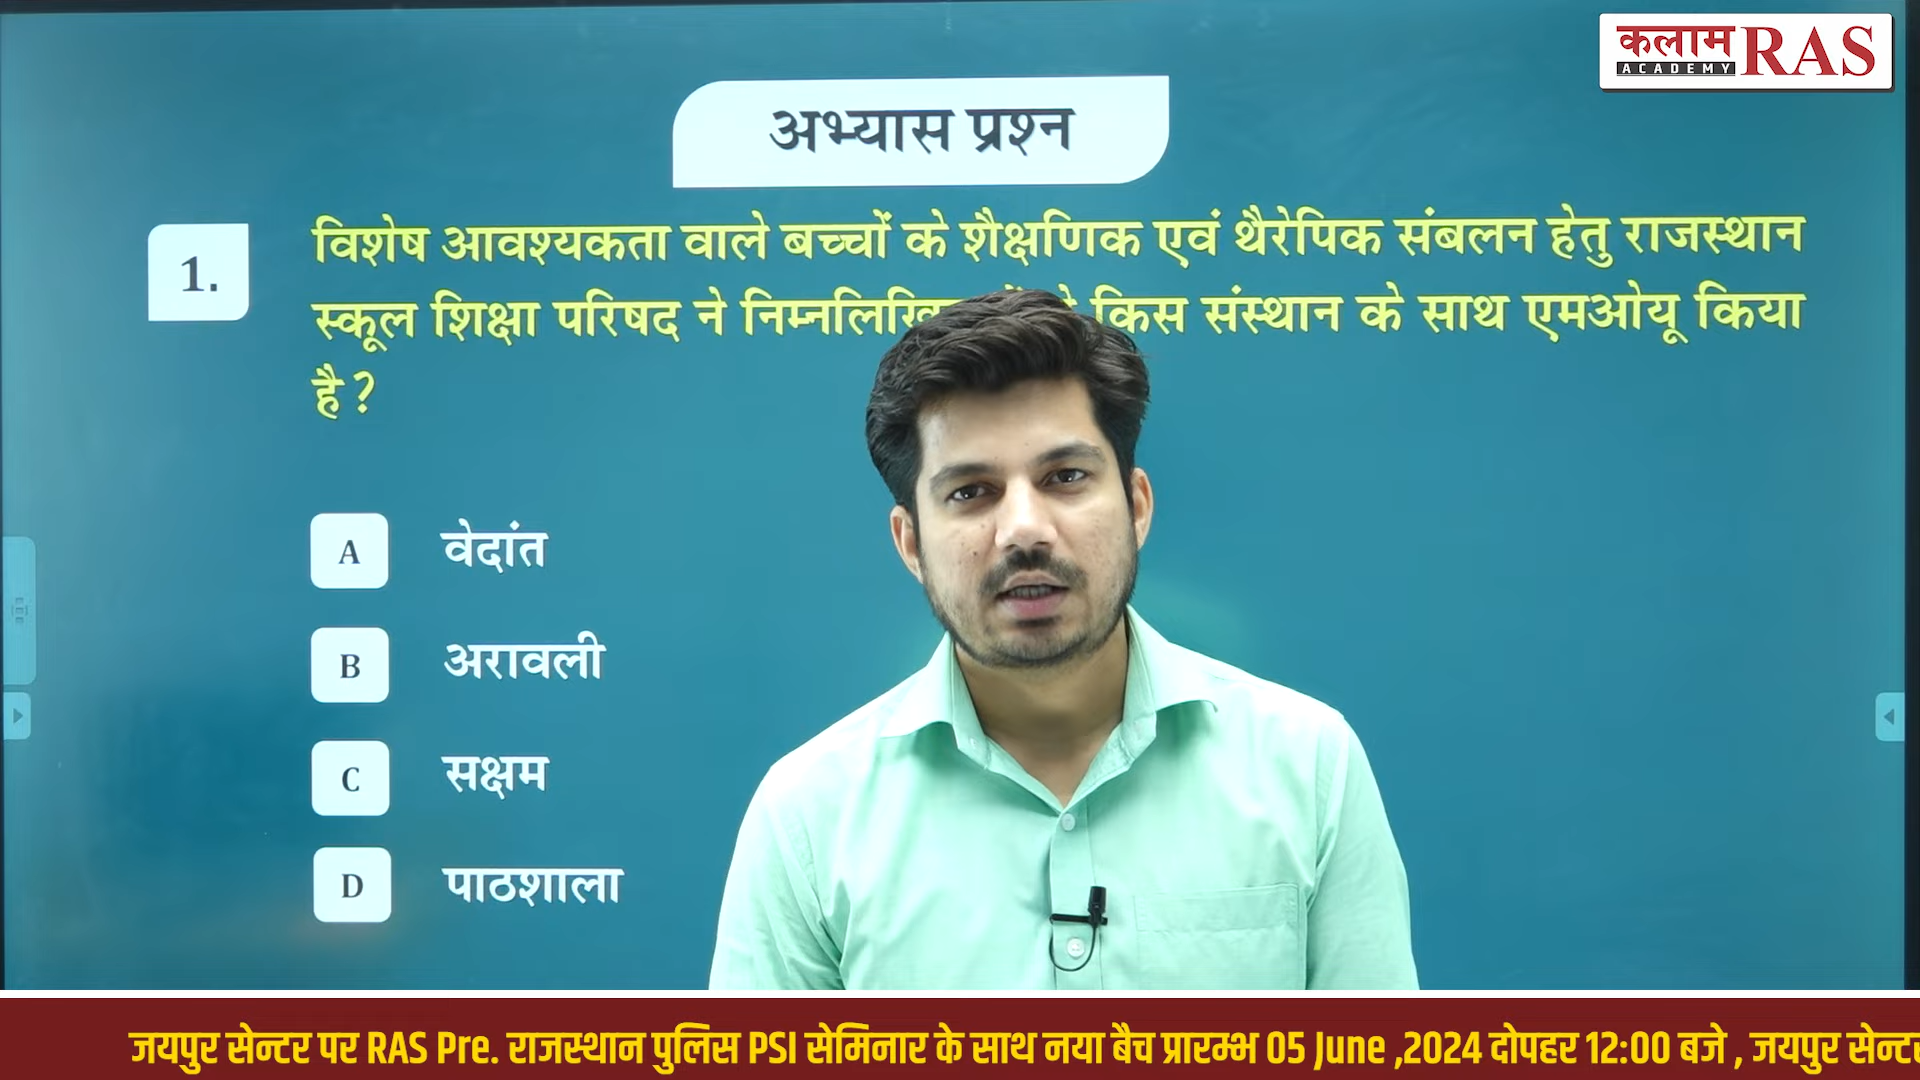 कलाम RAS
ACADEMY
अभ्यास प्रश्न
1.
विशेष आवश्यकता वाले बच्चों के शैक्षणिक एवं थैरेपिक संबलन हेतु राजस्थान
स्कूल शिक्षा परिषद ने किस संस्थान के साथ एमओयू किया
है ?
A वेदांत
B अरावली
C सक्षम
D पाठशाला
जयपुर सेन्टर पर RAS Pre. राजस्थान पुलिस PSI सेमिनार के साथ नया बैच प्रारम्भ 05 June ,2024 दोपहर 12:00 बजे , जयपुर